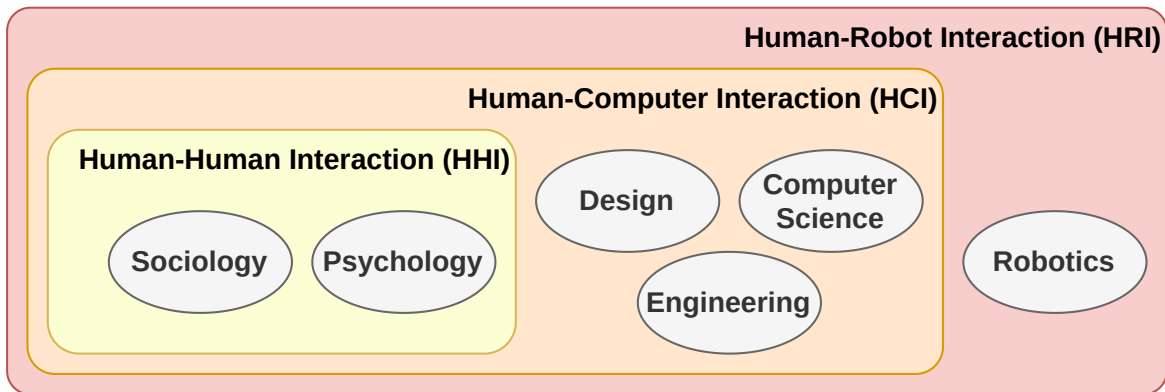 Human-Robot Interaction (HRI)
Human-Computer Interaction (HCI)
Human-Human Interaction (HHI)
Sociology
Psychology
Design
Computer
Science
Engineering
Robotics